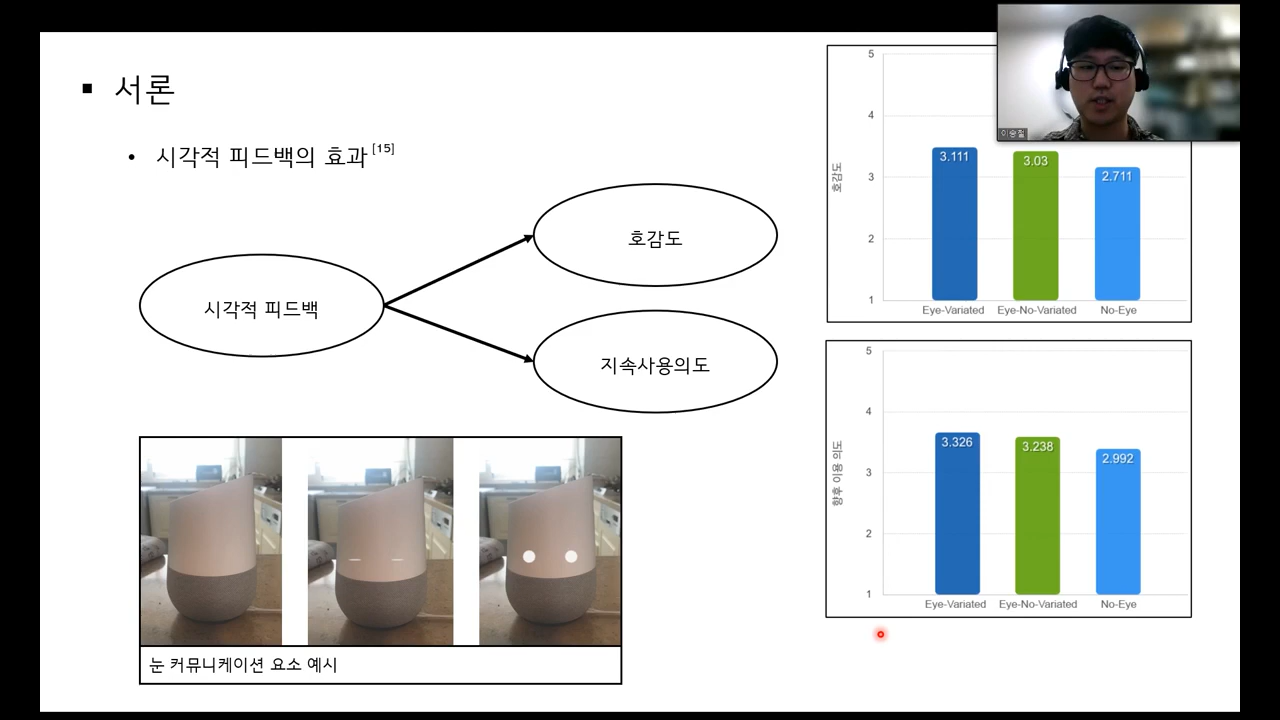 서론
시각적 피드백의 효과 [15]
시각적 피드백
호감도
지속사용의도
눈 커뮤니케이션 요소 예시
이승철
호감도
5
4
3
2
1
3.111
3.03
2.711
Eye-Variated
Eye-No-Variated
No-Eye
향후 이용 의도
5
4
3
2
1
3.326
3.238
2.992
Eye-Variated
Eye-No-Variated
No-Eye